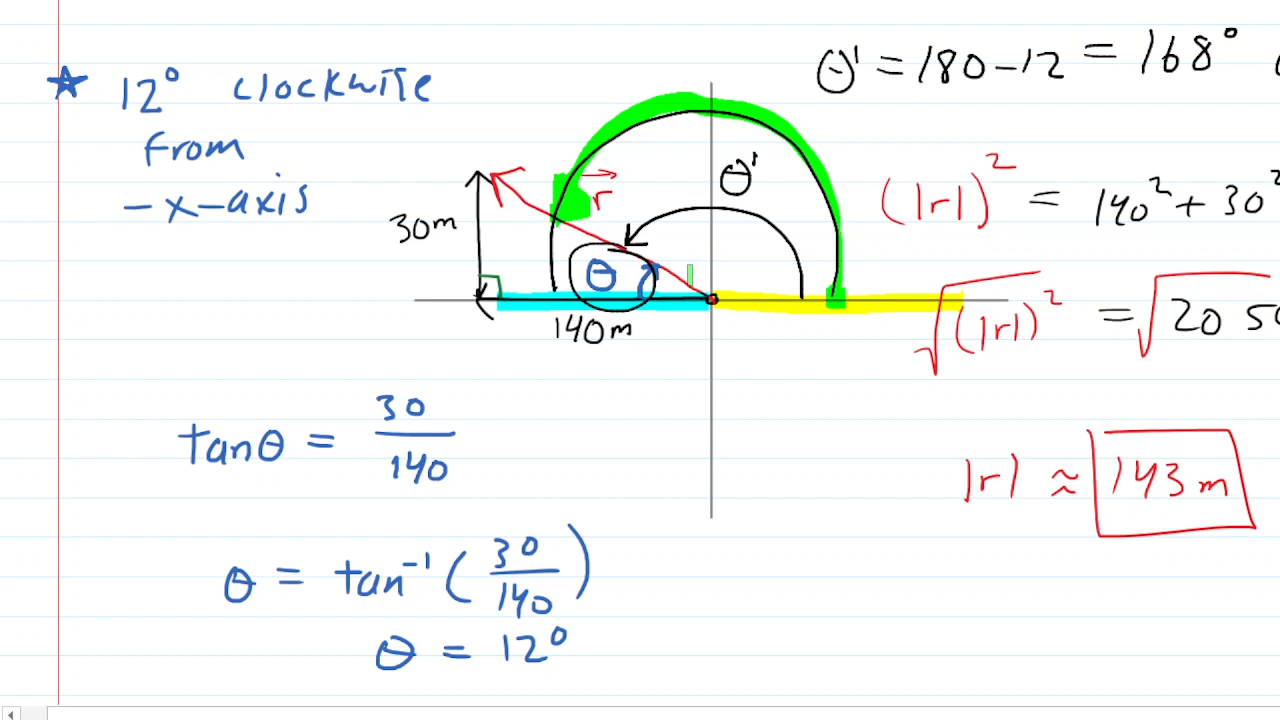 θ' = 180 - 12 = 168°
★ 12° clockwise
from
- x - axis
θ'
r
30m
(|r|)² = 140² + 30²
θ
140m
√(|r|)² = √20 50
tanθ = 30/140
|r| ≈ 143 m
θ = tan⁻¹ (30/140)
θ = 12°